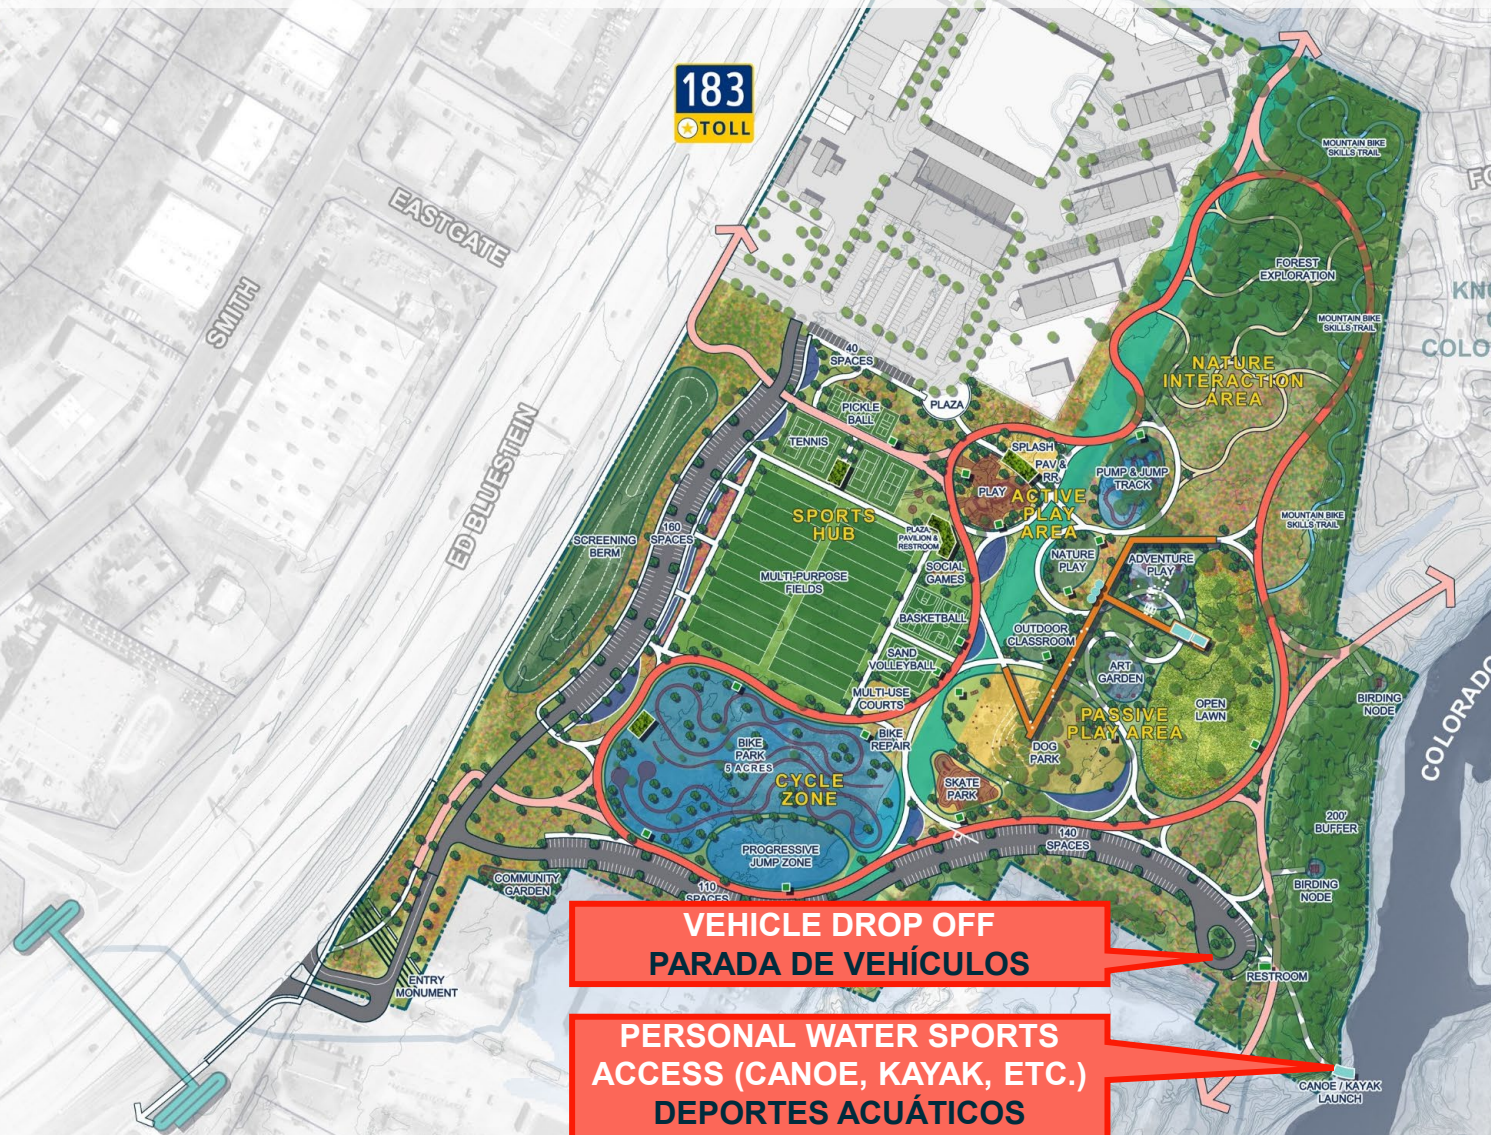 183
TOLL
EASTGATE
SMITH
ED BLUESTEIN
MOUNTAIN BIKE
SKILLS TRAIL
FOREST
EXPLORATION
MOUNTAIN BIKE
SKILLS TRAIL
NATURE
INTERACTION
AREA
40
SPACES
PICKLE
BALL
PLAZA
TENNIS
SPLASH
PAV &
RR
PLAY
ACTIVE
PLAY
AREA
PUMP & JUMP
TRACK
MOUNTAIN BIKE
SKILLS TRAIL
SPORTS
HUB
160
SPACES
SCREENING
BERM
PLAZA
PAVILION &
RESTROOM
SOCIAL
GAMES
NATURE
PLAY
ADVENTURE
PLAY
MULTI-PURPOSE
FIELDS
BASKETBALL
OUTDOOR
CLASSROOM
SAND
VOLLEYBALL
ART
GARDEN
MULTI-USE
COURTS
BIRDING
NODE
OPEN
LAWN
PASSIVE
PLAY AREA
COLORADO
BIKE
PARK
5 ACRES
BIKE
REPAIR
DOG
PARK
CYCLE
ZONE
SKATE
PARK
200'
BUFFER
140
SPACES
PROGRESSIVE
JUMP ZONE
COMMUNITY
GARDEN
110
SPACES
BIRDING
NODE
VEHICLE DROP OFF
PARADA DE VEHÍCULOS
RESTROOM
ENTRY
MONUMENT
PERSONAL WATER SPORTS
ACCESS (CANOE, KAYAK, ETC.)
DEPORTES ACUÁTICOS
CANOE / KAYAK
LAUNCH